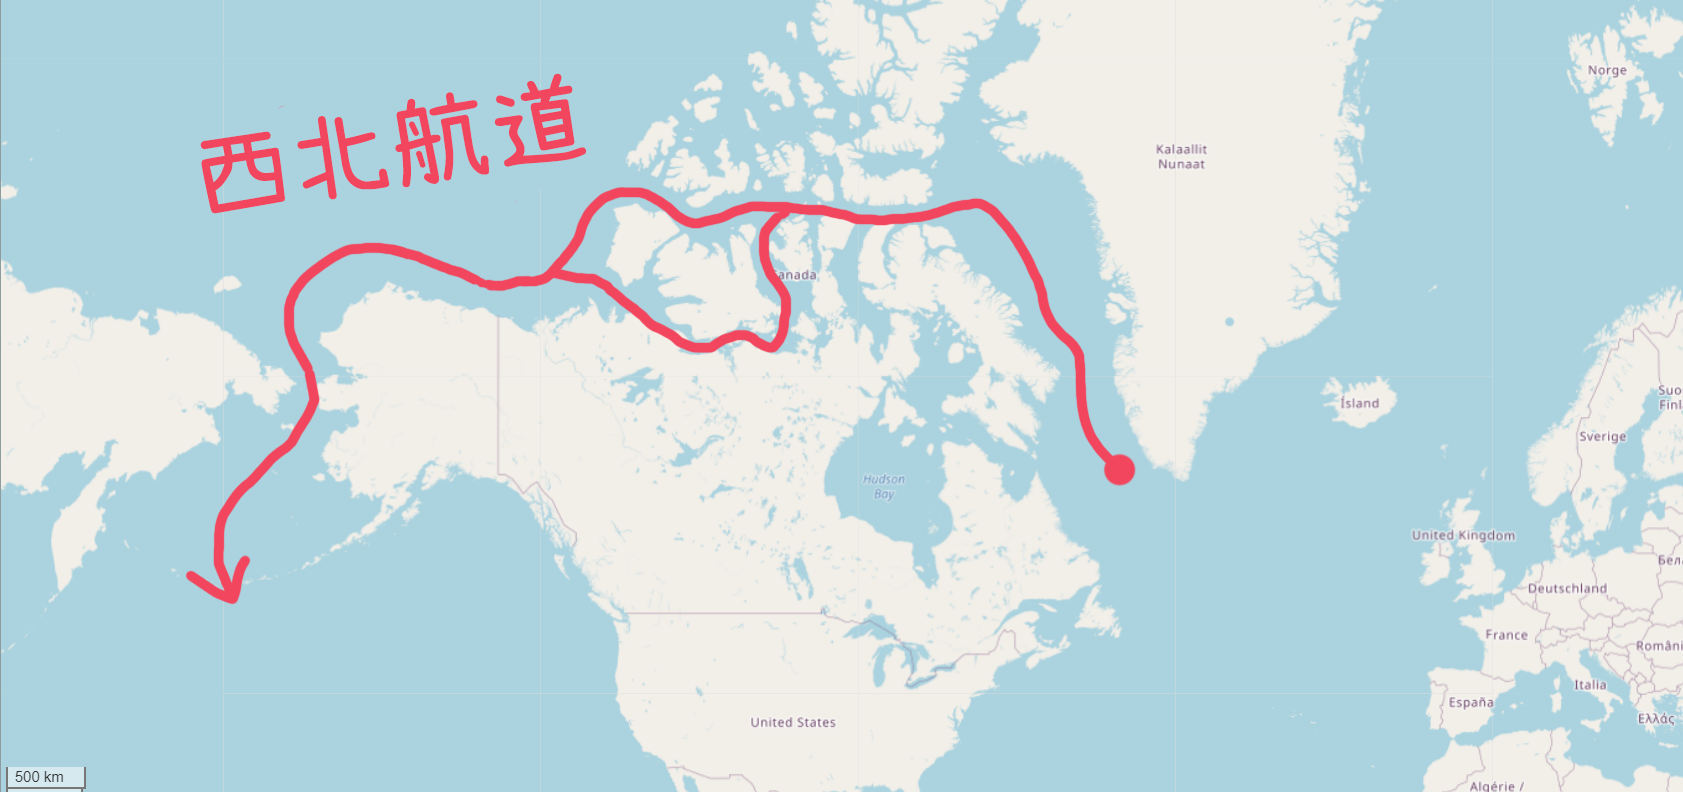 西北航道
Norge
Kalaallit
Nunaat
Canada
Ísland
Suo
Finl
Sverige
Hudson
Bay
United Kingdom
Бела
Deutschland
France
Români
Italia
España
Ελλάς
United States
500 km
Algérie /